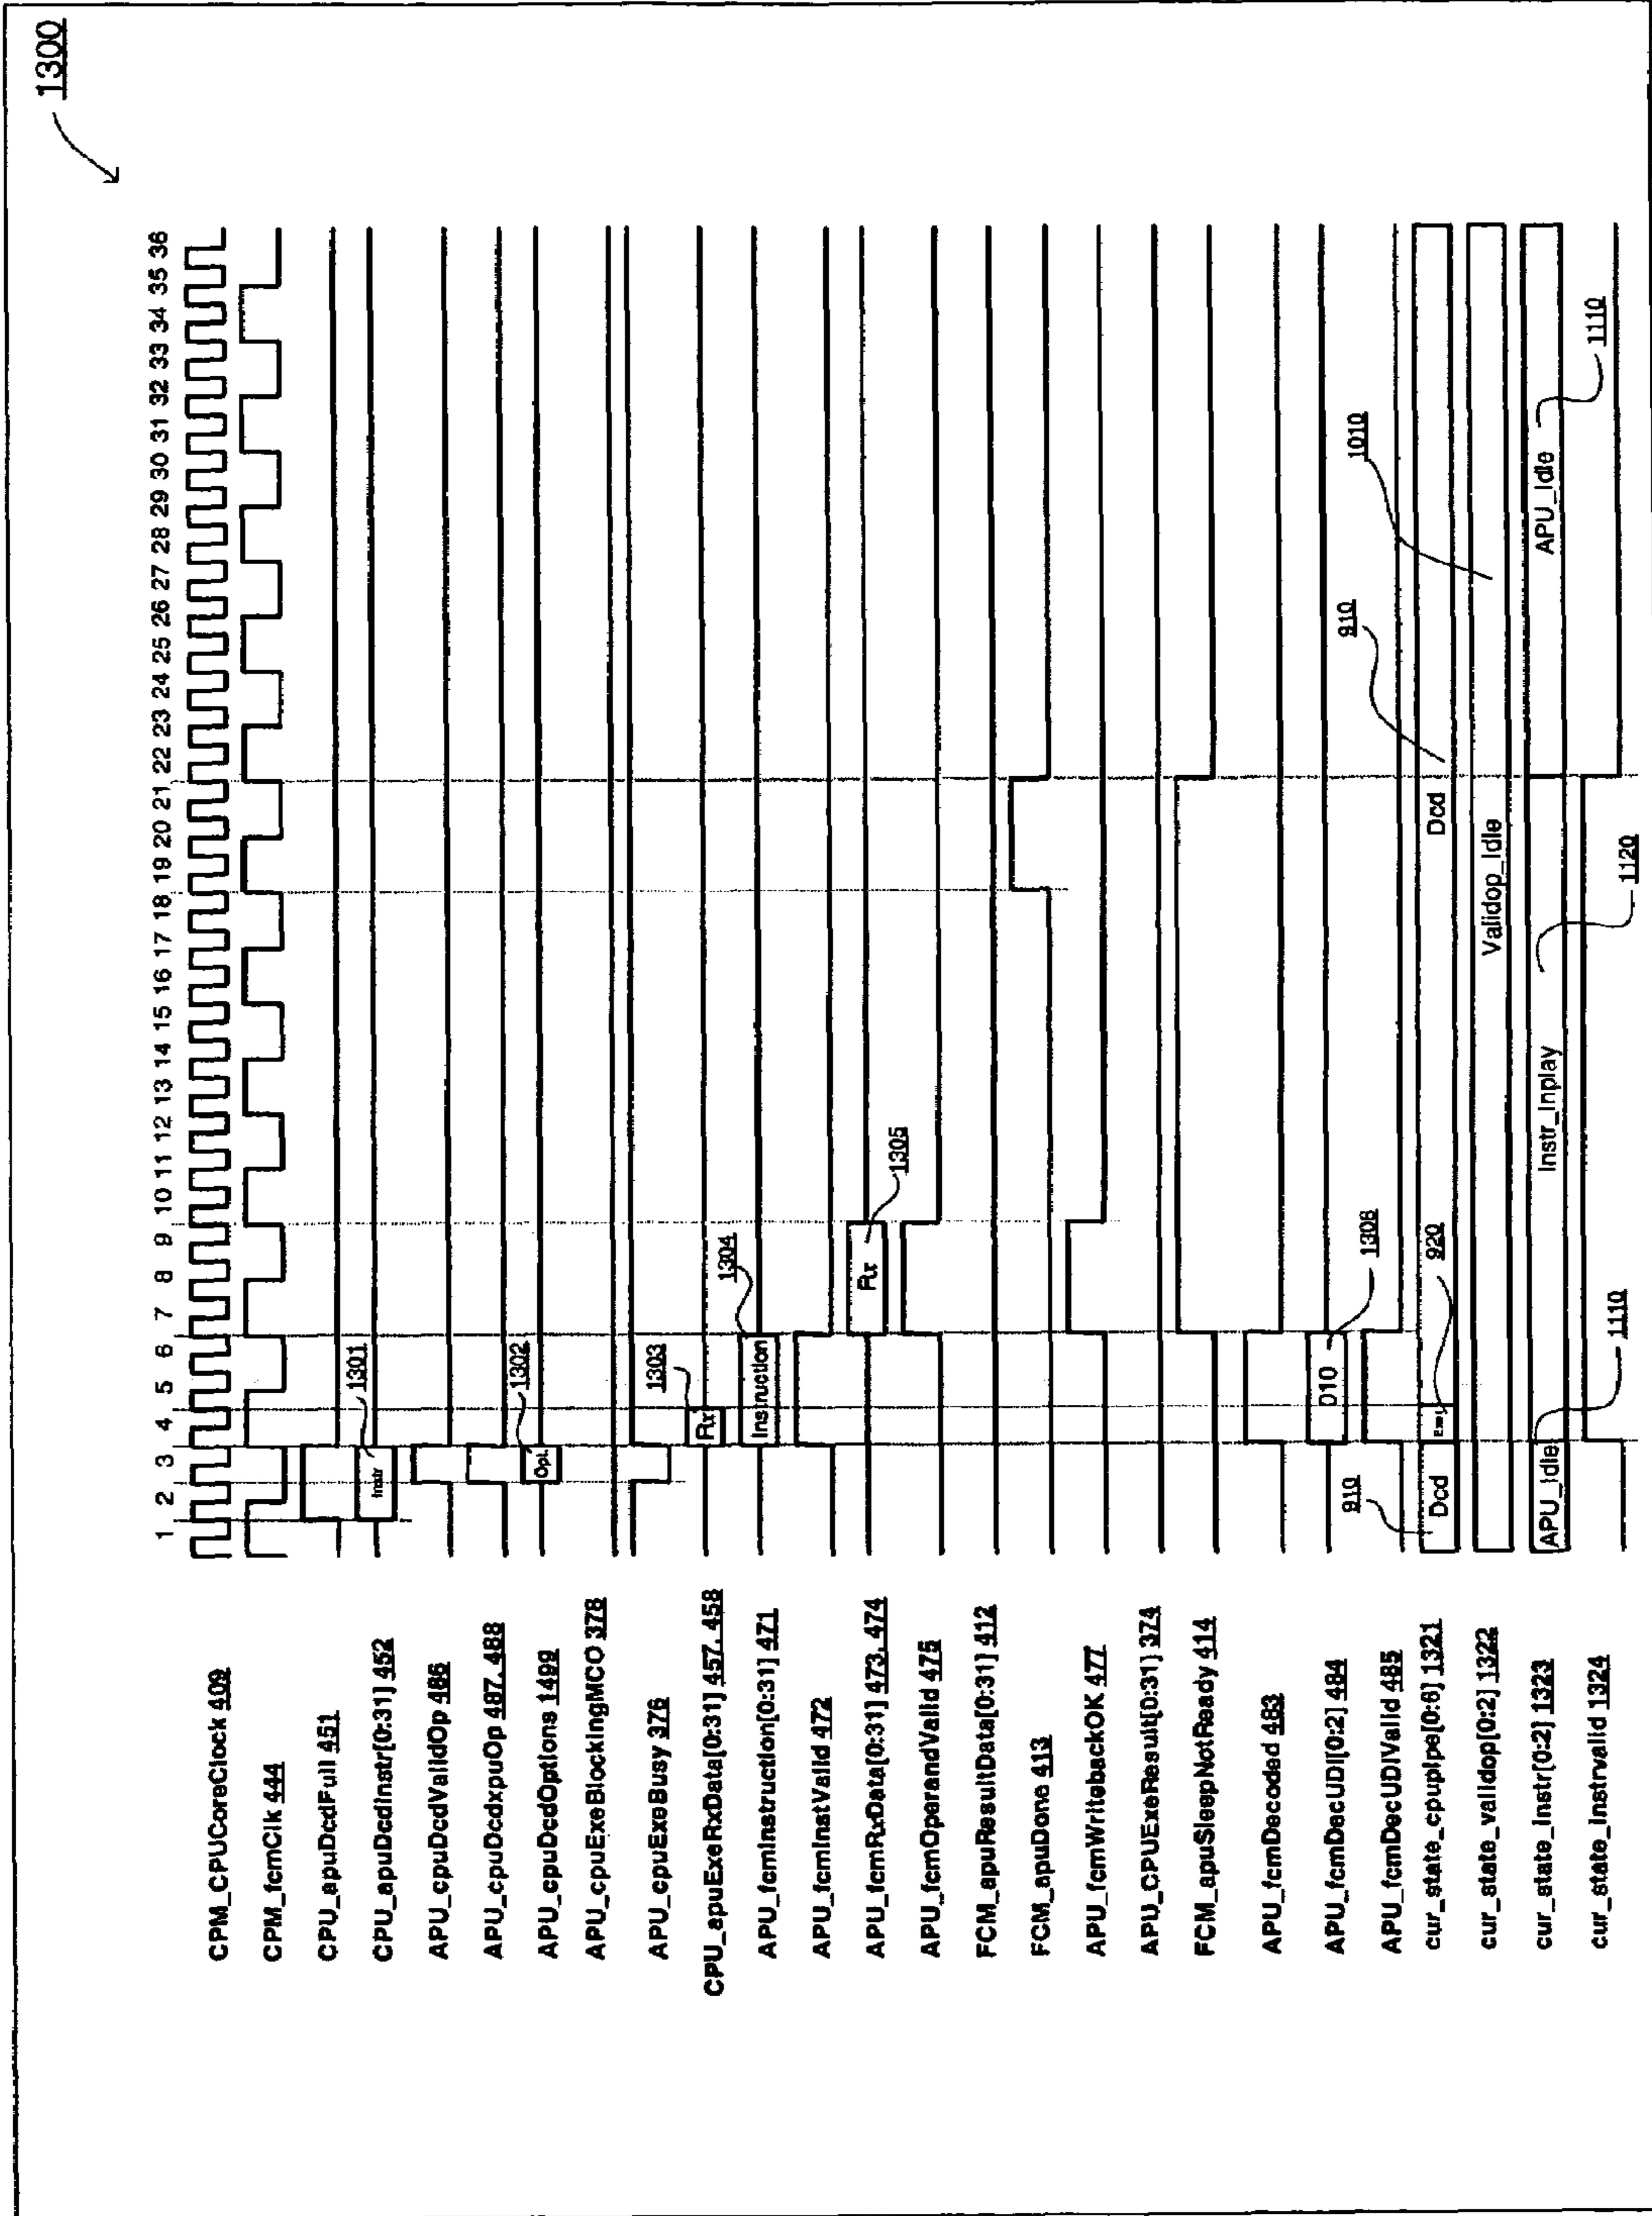 1300
1 2 3 4 5 6 7 8 9 10 11 12 13 14 15 16 17 18 19 20 21 22 23 24 25 26 27 28 29 30 31 32 33 34 35 36
CPM_CPUCoreClock 409
CPM_fcmClk 444
CPU_apuDcdFull 451
CPU_apuDcdInstr[0:31] 452
Instr
1301
APU_cpuDcdValidOp 486
APU_cpuDcdxpuOp 487, 488
APU_cpuDcdOptions 1499
Opt.
1302
APU_cpuExeBlockingMCO 378
APU_cpuExeBusy 376
CPU_apuExeRxData[0:31] 457, 458
Rx
1303
APU_fcmInstruction[0:31] 471
Instruction
1304
APU_fcmInstValid 472
APU_fcmRxData[0:31] 473, 474
Rx
1305
APU_fcmOperandValid 475
FCM_apuResultData[0:31] 412
FCM_apuDone 413
APU_fcmWritebackOK 477
APU_CPUExeResult[0:31] 374
FCM_apuSleepNotReady 414
APU_fcmDecoded 483
APU_fcmDecUDI[0:2] 484
010
1306
APU_fcmDecUDIValid 485
cur_state_cpupipe[0:6] 1321
910
Dcd
920
Dcd
910
cur_state_validop[0:2] 1322
Validop_Idle
1010
cur_state_instr[0:2] 1323
APU_Idle
1110
Instr_Inplay
1120
APU_Idle
1110
cur_state_instrvalid 1324